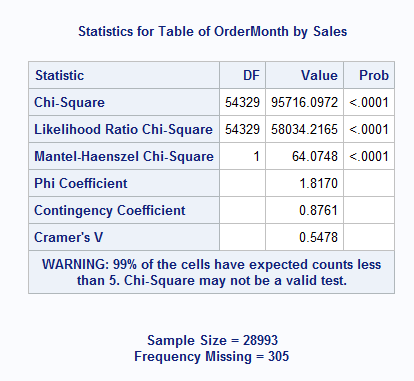 Statistics for Table of OrderMonth by Sales
Statistic DF Value Prob
Chi-Square 54329 95716.0972 <.0001
Likelihood Ratio Chi-Square 54329 58034.2165 <.0001
Mantel-Haenszel Chi-Square 1 64.0748 <.0001
Phi Coefficient 1.8170
Contingency Coefficient 0.8761
Cramer's V 0.5478
WARNING: 99% of the cells have expected counts less
than 5. Chi-Square may not be a valid test.
Sample Size = 28993
Frequency Missing = 305